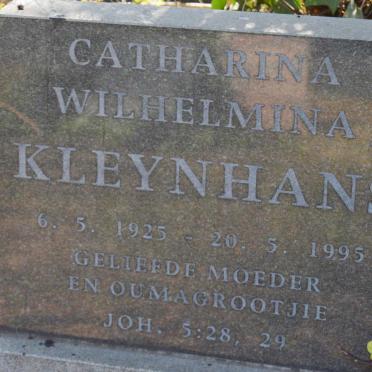 CATHARINA
WILHELMINA
KLEYNHANS
6. 5. 1925 - 20. 5. 1995
GELIEFDE MOEDER
EN OUMAGROOTJIE
JOH. 5:28, 29